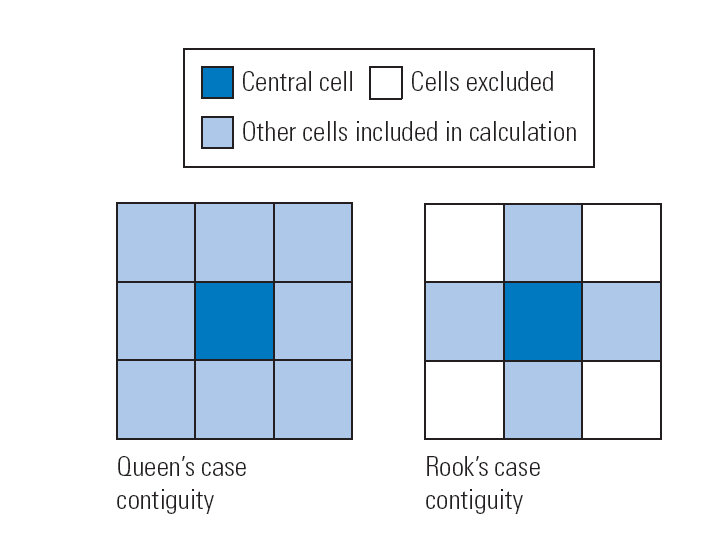 Central cell
Cells excluded
Other cells included in calculation
Queen's case
contiguity
Rook's case
contiguity